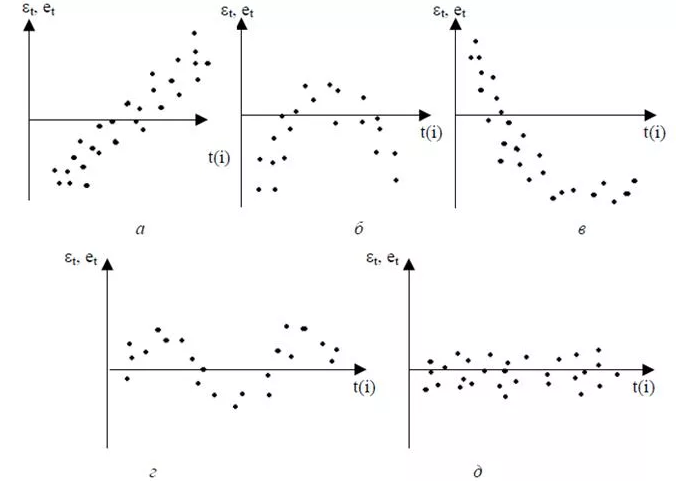 εt, et
εt, et
εt, et
t(i)
t(i)
t(i)
а
б
в
εt, et
εt, et
t(i)
t(i)
г
д